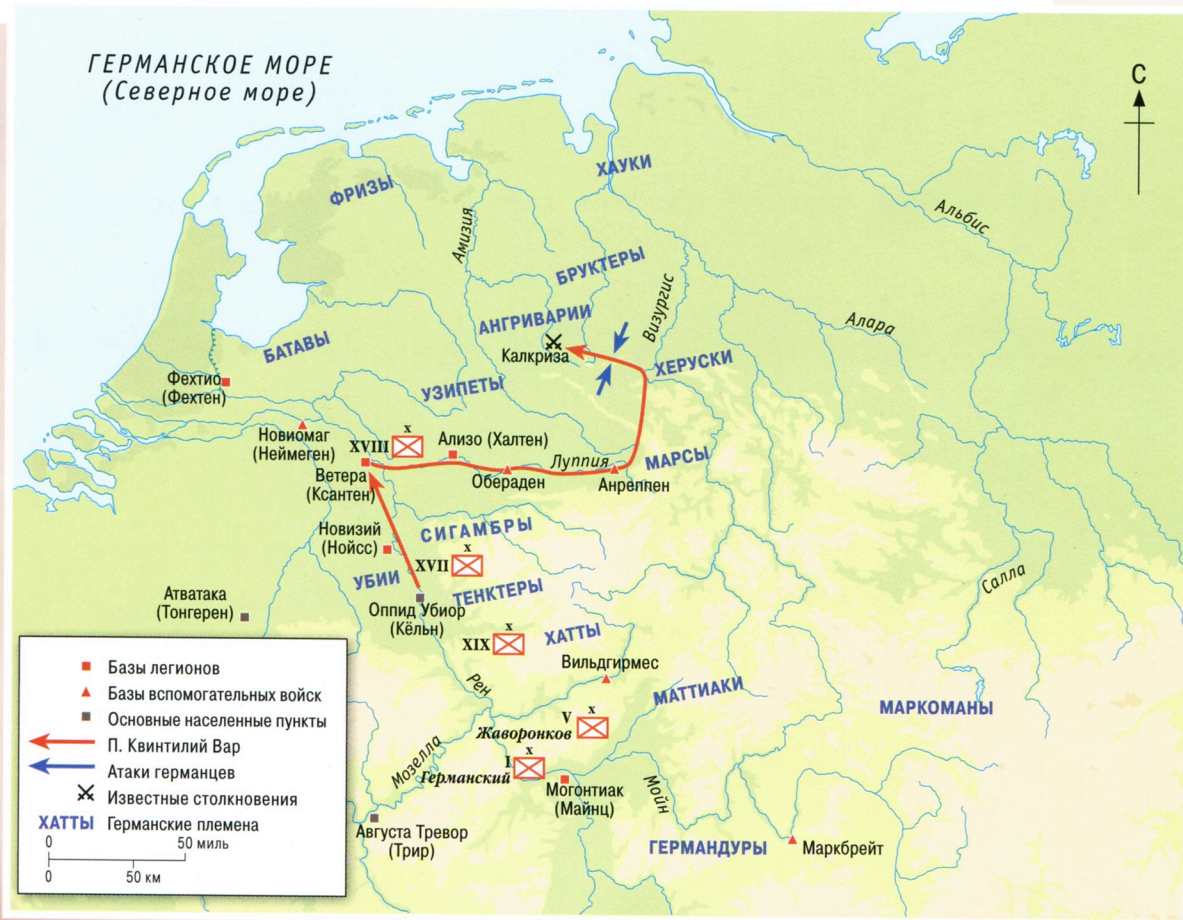 ГЕРМАНСКОЕ МОРЕ
(Северное море)
С
ХАУКИ
ФРИЗЫ
Альбис
Амизия
БРУКТЕРЫ
Визургис
АНГРИВАРИИ
Алара
БАТАВЫ
Калкриза
ХЕРУСКИ
Фехтио
(Фехтен)
УЗИПЕТЫ
Новиомаг
(Неймеген)
x
XVIII
Ализо (Халтен)
Луппия
МАРСЫ
Ветера
(Ксантен)
Обераден
Анреппен
Новизий
(Нойсс)
СИГАМБРЫ
x
XVII
УБИИ
ТЕНКТЕРЫ
Салла
Атватака
(Тонгерен)
Оппид Убиор
(Кёльн)
x
XIX
ХАТТЫ
Вильдгирмес
Рен
МАТТИАКИ
МАРКОМАНЫ
x
V
Жаворонков
x
I
Германский
Мозелла
Могонтиак
(Майнц)
Мойн
Августа Тревор
(Трир)
ГЕРМАНДУРЫ
Маркбрейт
Базы легионов
Базы вспомогательных войск
Основные населенные пункты
П. Квинтилий Вар
Атаки германцев
Известные столкновения
ХАТТЫ Германские племена
0 50 миль
0 50 км